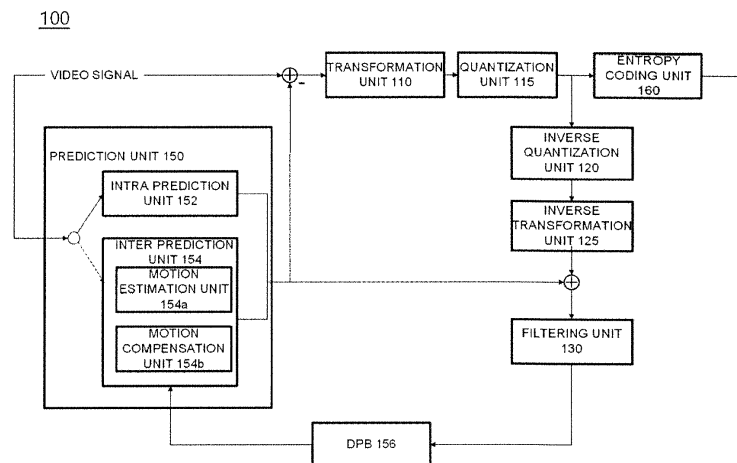 100
VIDEO SIGNAL
-
TRANSFORMATION
UNIT 110
QUANTIZATION
UNIT 115
ENTROPY
CODING UNIT
160
PREDICTION UNIT 150
INTRA PREDICTION
UNIT 152
INTER PREDICTION
UNIT 154
MOTION
ESTIMATION UNIT
154a
MOTION
COMPENSATION
UNIT 154b
INVERSE
QUANTIZATION
UNIT 120
INVERSE
TRANSFORMATION
UNIT 125
FILTERING UNIT
130
DPB 156